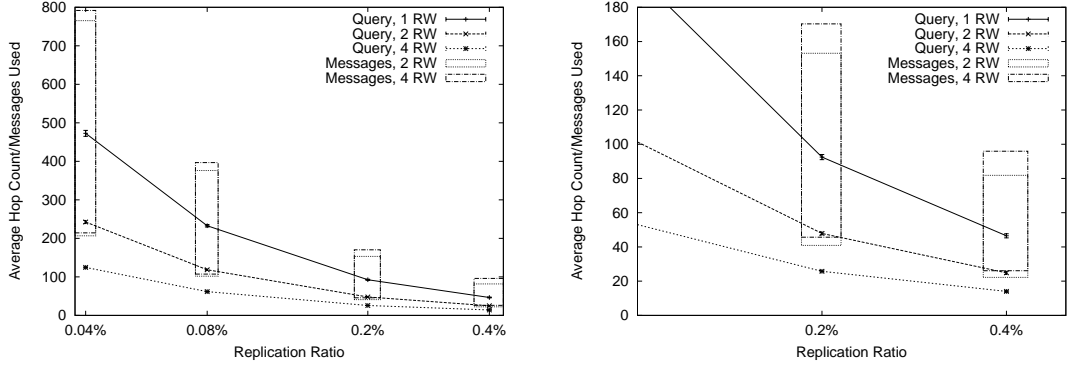 Average Hop Count/Messages Used
800
700
600
500
400
300
200
100
0
Query, 1 RW
Query, 2 RW
Query, 4 RW
Messages, 2 RW
Messages, 4 RW
0.04%
0.08%
0.2%
0.4%
Replication Ratio
Average Hop Count/Messages Used
180
160
140
120
100
80
60
40
20
0
Query, 1 RW
Query, 2 RW
Query, 4 RW
Messages, 2 RW
Messages, 4 RW
0.2%
0.4%
Replication Ratio